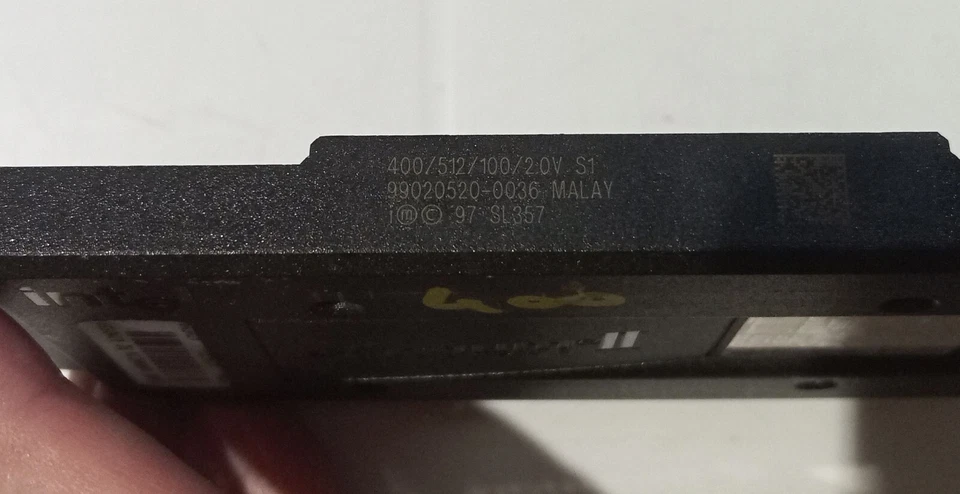 400/512/100/2.0V S1
99020520-0036 MALAY
i ⓜ © '97 SL357
400